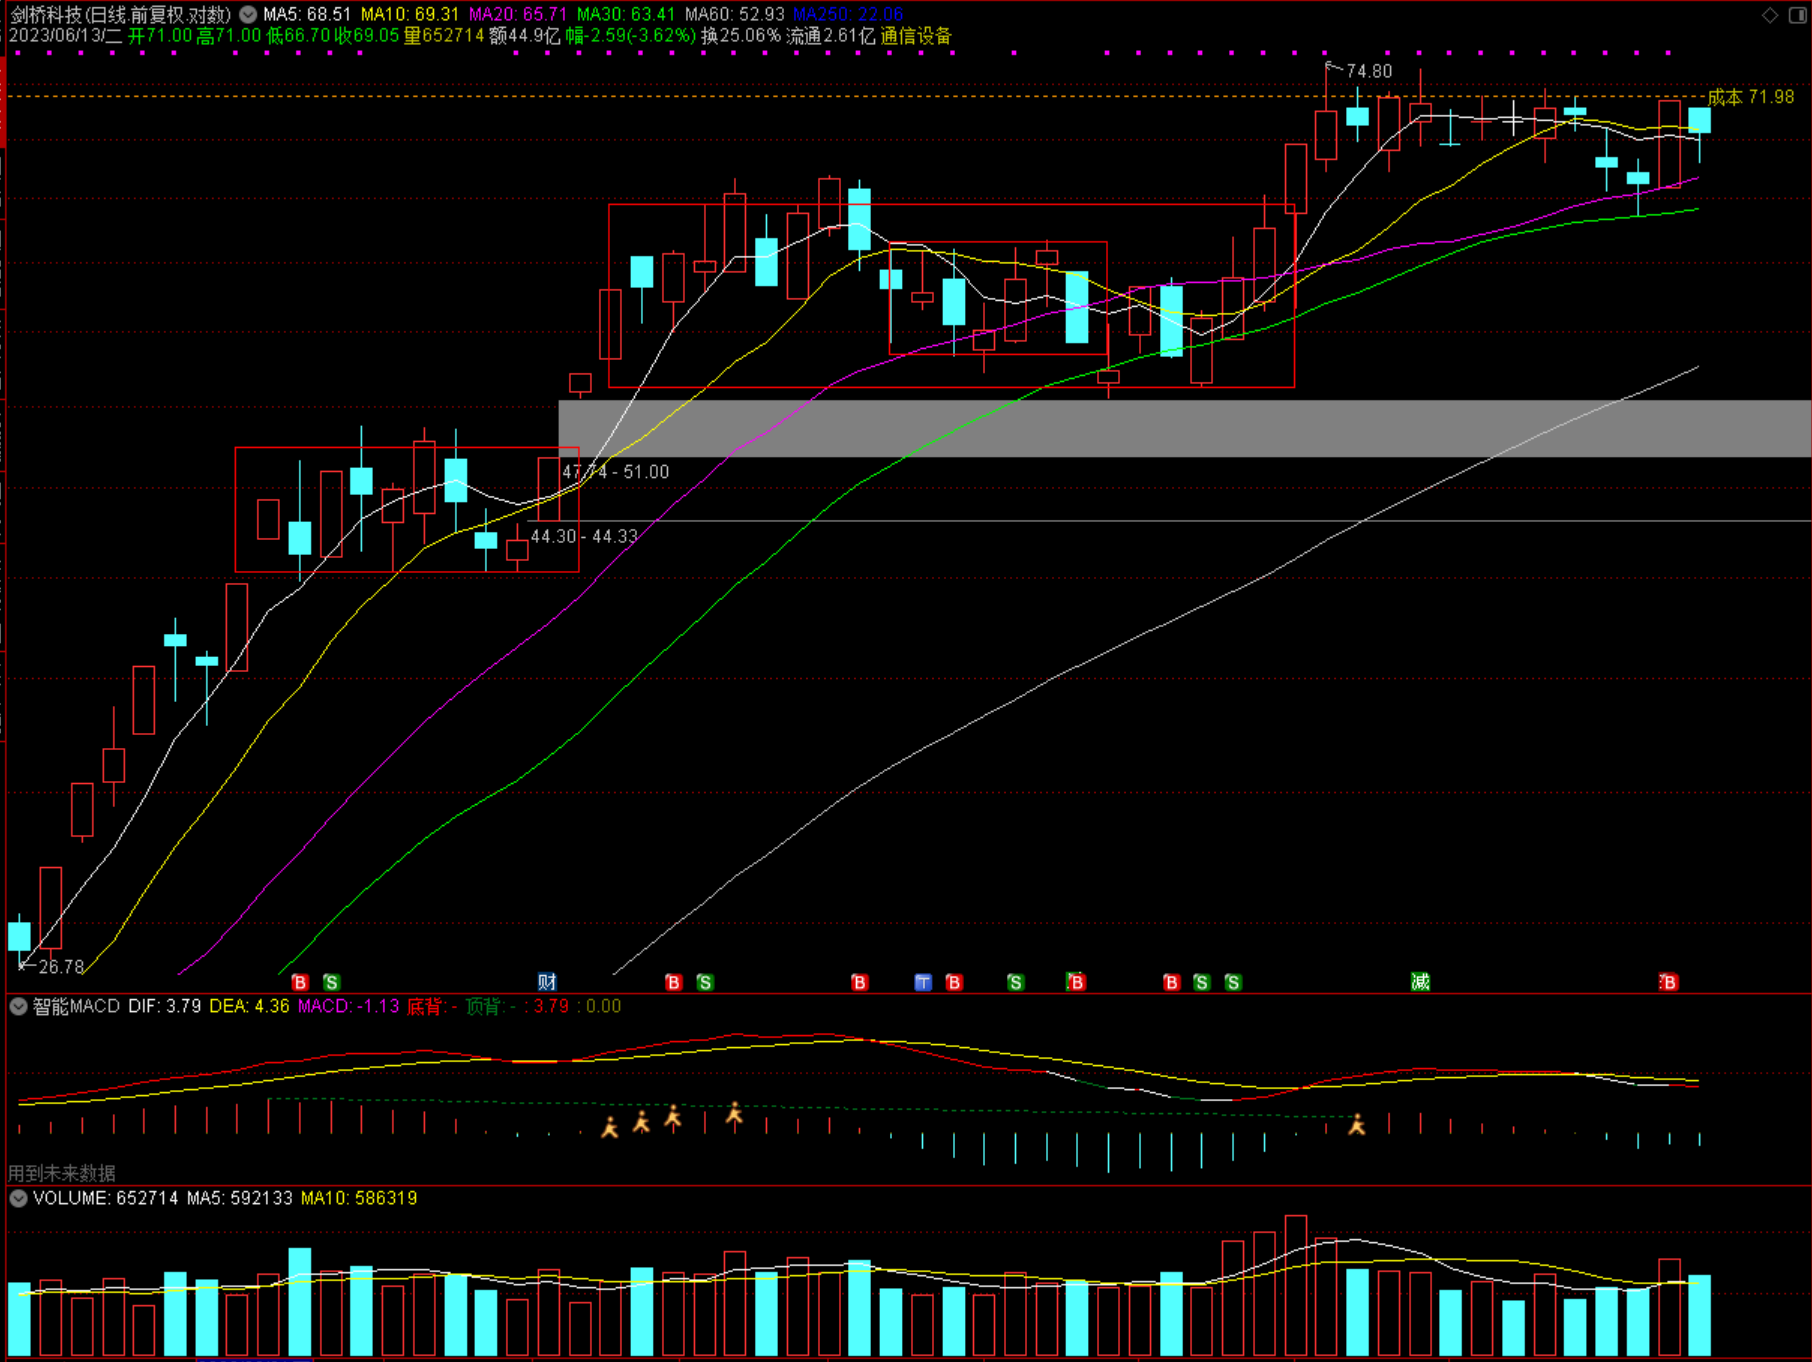 剑桥科技(日线.前复权.对数) MA5: 68.51 MA10: 69.31 MA20: 65.71 MA30: 63.41 MA60: 52.93 MA250: 22.06
2023/06/13/二 开71.00 高71.00 低66.70 收69.05 量652714 额44.9亿 幅-2.59(-3.62%) 换25.06% 流通2.61亿 通信设备
74.80
成本 71.98
47.74 - 51.00
44.30 - 44.33
26.78
B S 财 B S B T B S B B S S 减 B
智能MACD DIF: 3.79 DEA: 4.36 MACD: -1.13 底背: - 顶背: - : 3.79 : 0.00
用到未来数据
VOLUME: 652714 MA5: 592133 MA10: 586319